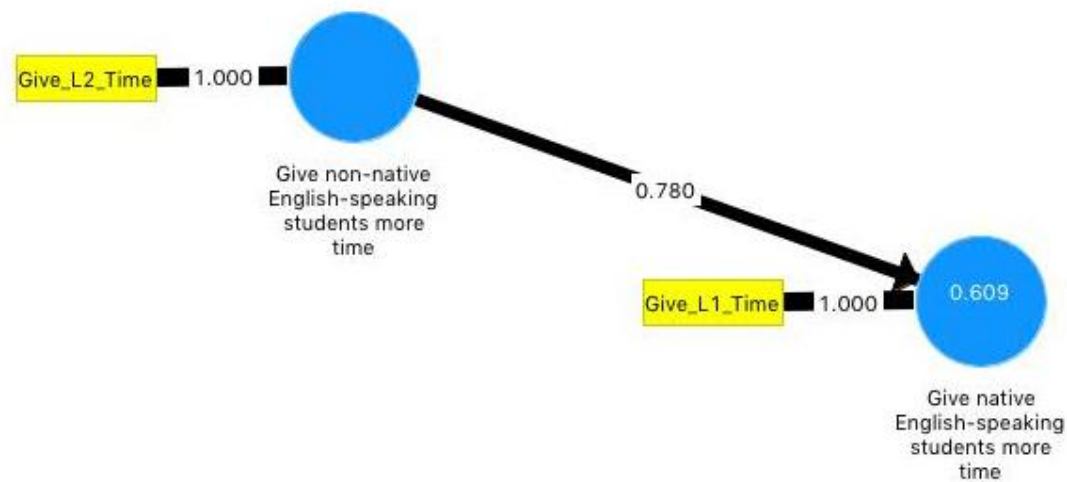 Give_L2_Time
1.000
Give non-native
English-speaking
students more
time
0.780
Give_L1_Time
1.000
0.609
Give native
English-speaking
students more
time